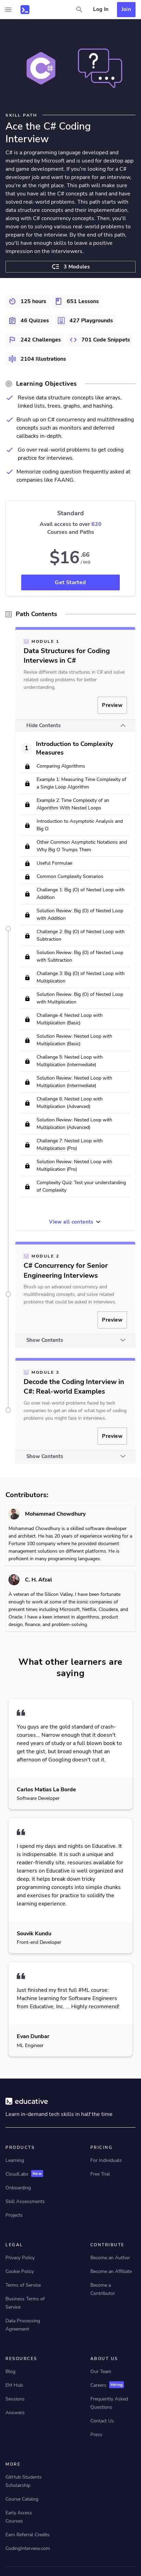 Log In
Join
SKILL PATH
Ace the C# Coding
Interview
C# is a programming language developed and
maintained by Microsoft and is used to develop apps
and game development. If you're looking for a C#
developer job and want to prepare for an interview,
you're at the right place. This path will make sure
that you have all the C# concepts at your hand and
have worked out real-world problems. This path starts
with data structure concepts and their implementation,
along with C# concurrency concepts. Then, you'll
move on to solving various real-world problems to
prepare for the interview. By the end of this path,
you'll have strong skills to leave a positive
impression on the interviewers.
3 Modules
125 hours
651 Lessons
46 Quizzes
427 Playgrounds
242 Challenges
701 Code Snippets
2104 Illustrations
Learning Objectives
Revise data structure concepts like arrays,
linked lists, trees, graphs, and hashing.
Brush up on C# concurrency and multithreading
concepts such as monitors and deferred
callbacks in-depth.
Go over real-world problems to get coding
practice for interviews.
Memorize coding question frequently asked at
companies like FAANG.
Standard
Avail access to over 620
Courses and Paths
$16.66
/ mo
Get Started
Path Contents
MODULE 1
Data Structures for Coding
Interviews in C#
Revise different data structures in C# and solve
related coding problems for better
understanding.
Preview
Hide Contents
1
Introduction to Complexity
Measures
Comparing Algorithms
Example 1: Measuring Time Complexity of
a Single Loop Algorithm
Example 2: Time Complexity of an
Algorithm With Nested Loops
Introduction to Asymptotic Analysis and
Big O
Other Common Asymptotic Notations and
Why Big O Trumps Them
Useful Formulae
Common Complexity Scenarios
Challenge 1: Big (O) of Nested Loop with
Addition
Solution Review: Big (O) of Nested Loop
with Addition
Challenge 2: Big (O) of Nested Loop with
Subtraction
Solution Review: Big (O) of Nested Loop
with Subtraction
Challenge 3: Big (O) of Nested Loop with
Multiplication
Solution Review: Big (O) of Nested Loop
with Multiplication
Challenge 4: Nested Loop with
Multiplication (Basic)
Solution Review: Nested Loop with
Multiplication (Basic)
Challenge 5: Nested Loop with
Multiplication (Intermediate)
Solution Review: Nested Loop with
Multiplication (Intermediate)
Challenge 6: Nested Loop with
Multiplication (Advanced)
Solution Review: Nested Loop with
Multiplication (Advanced)
Challenge 7: Nested Loop with
Multiplication (Pro)
Solution Review: Nested Loop with
Multiplication (Pro)
Complexity Quiz: Test your understanding
of Complexity
View all contents
MODULE 2
C# Concurrency for Senior
Engineering Interviews
Brush up on advanced concurrency and
multithreading concepts, and solve related
problems that could be asked in interviews.
Preview
Show Contents
MODULE 3
Decode the Coding Interview in
C#: Real-world Examples
Go over real-world problems faced by tech
companies to get an idea of what type of coding
problems you might face in interviews.
Preview
Show Contents
Contributors:
Mohammad Chowdhury
Mohammad Chowdhury is a skilled software developer
and architect. He has 20 years of experience working for a
Fortune 100 company where he provided document
management solutions on different platforms. He is
proficient in many programming languages.
C. H. Afzal
A veteran of the Silicon Valley, I have been fortunate
enough to work at some of the iconic companies of
present times including Microsoft, Netflix, Cloudera, and
Oracle. I have a keen interest in algorithms, product
design, finance, and problem-solving.
What other learners are
saying
You guys are the gold standard of crash-
courses... Narrow enough that it doesn't
need years of study or a full blown book to
get the gist, but broad enough that an
afternoon of Googling doesn't cut it.
Carlos Matias La Borde
Software Developer
I spend my days and nights on Educative. It
is indispensable. It is such a unique and
reader-friendly site, resources available later
on problems on Educative is well organized and
deep, it helps break down tricky
programming concepts into simple chunks
and exercises for practice to solidify the
learning experience.
Souvik Kundu
Front-end Developer
Just finished my first full #ML course:
Machine learning for Software Engineers
from Educative, Inc. ... Highly recommend!
Evan Dunbar
ML Engineer
educative
Learn in-demand tech skills in half the time
PRODUCTS
Learning
CloudLabs New
Onboarding
Skill Assessments
Projects
PRICING
For Individuals
Free Trial
LEGAL
Privacy Policy
Cookie Policy
Terms of Service
Business Terms of
Service
Data Processing
Agreement
CONTRIBUTE
Become an Author
Become an Affiliate
Become a
Contributor
RESOURCES
Blog
EM Hub
Sessions
Answers
ABOUT US
Our Team
Careers Hiring
Frequently Asked
Questions
Contact Us
Press
MORE
GitHub Students
Scholarship
Course Catalog
Early Access
Courses
Earn Referral Credits
CodingInterview.com